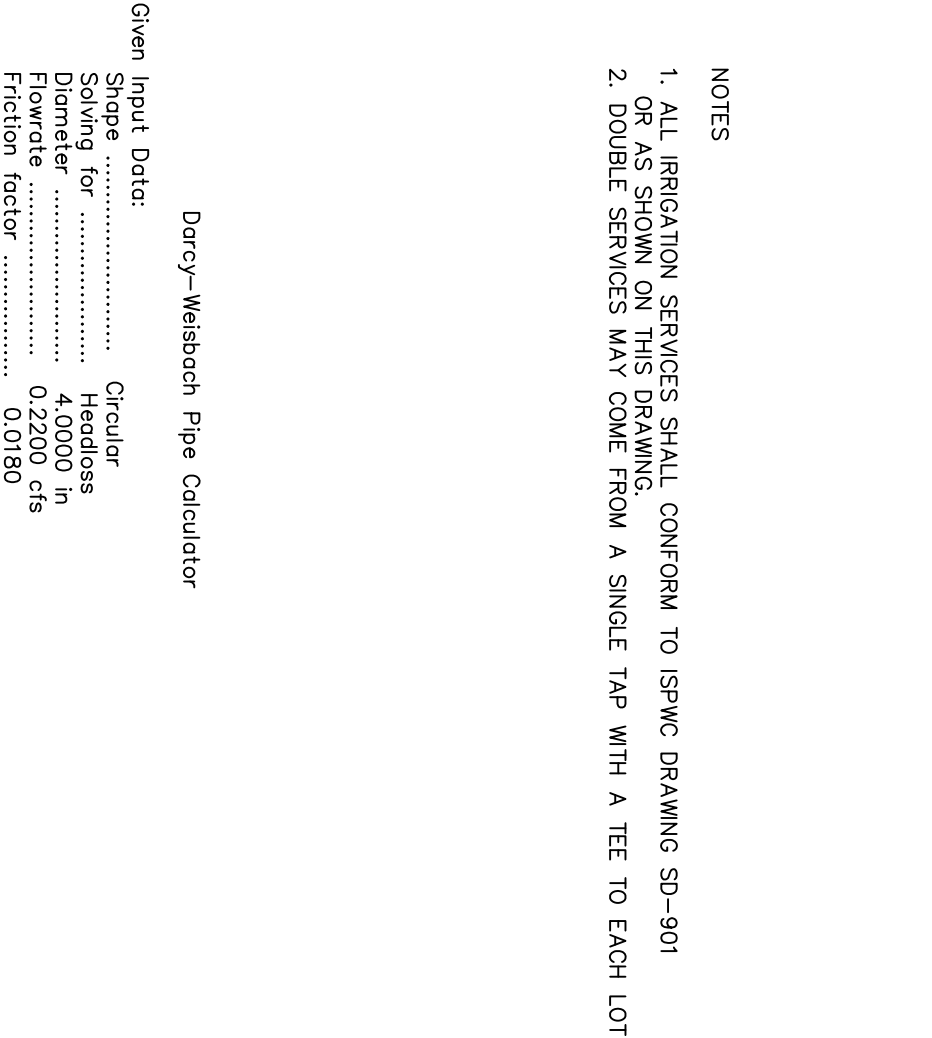 NOTES
1. ALL IRRIGATION SERVICES SHALL CONFORM TO ISPWC DRAWING SD-901
OR AS SHOWN ON THIS DRAWING.
2. DOUBLE SERVICES MAY COME FROM A SINGLE TAP WITH A TEE TO EACH LOT
Darcy-Weisbach Pipe Calculator
Given Input Data:
Shape ........................... Circular
Solving for ..................... Headloss
Diameter ........................ 4.0000 in
Flowrate ........................ 0.2200 cfs
Friction factor ................. 0.0180